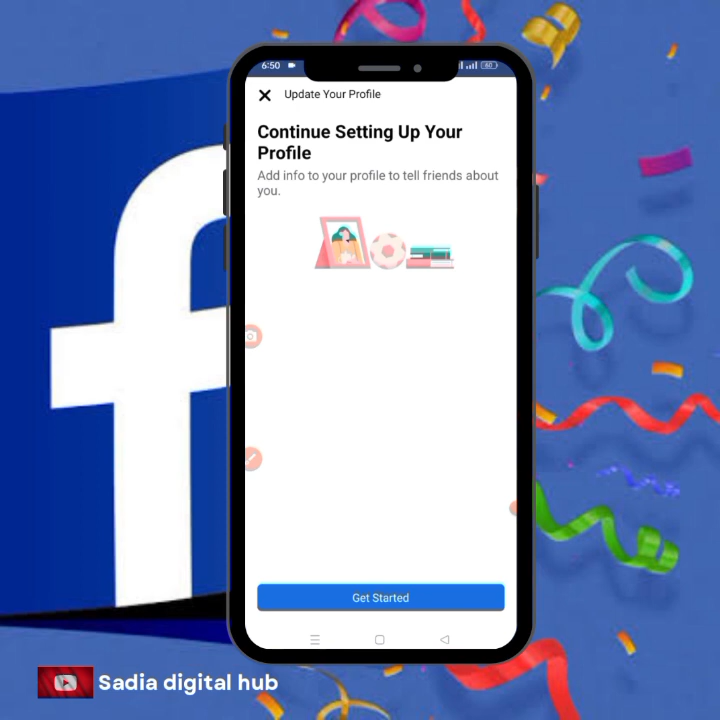 6:50
60
Update Your Profile
Continue Setting Up Your
Profile
Add info to your profile to tell friends about
you.
Get Started
Sadia digital hub